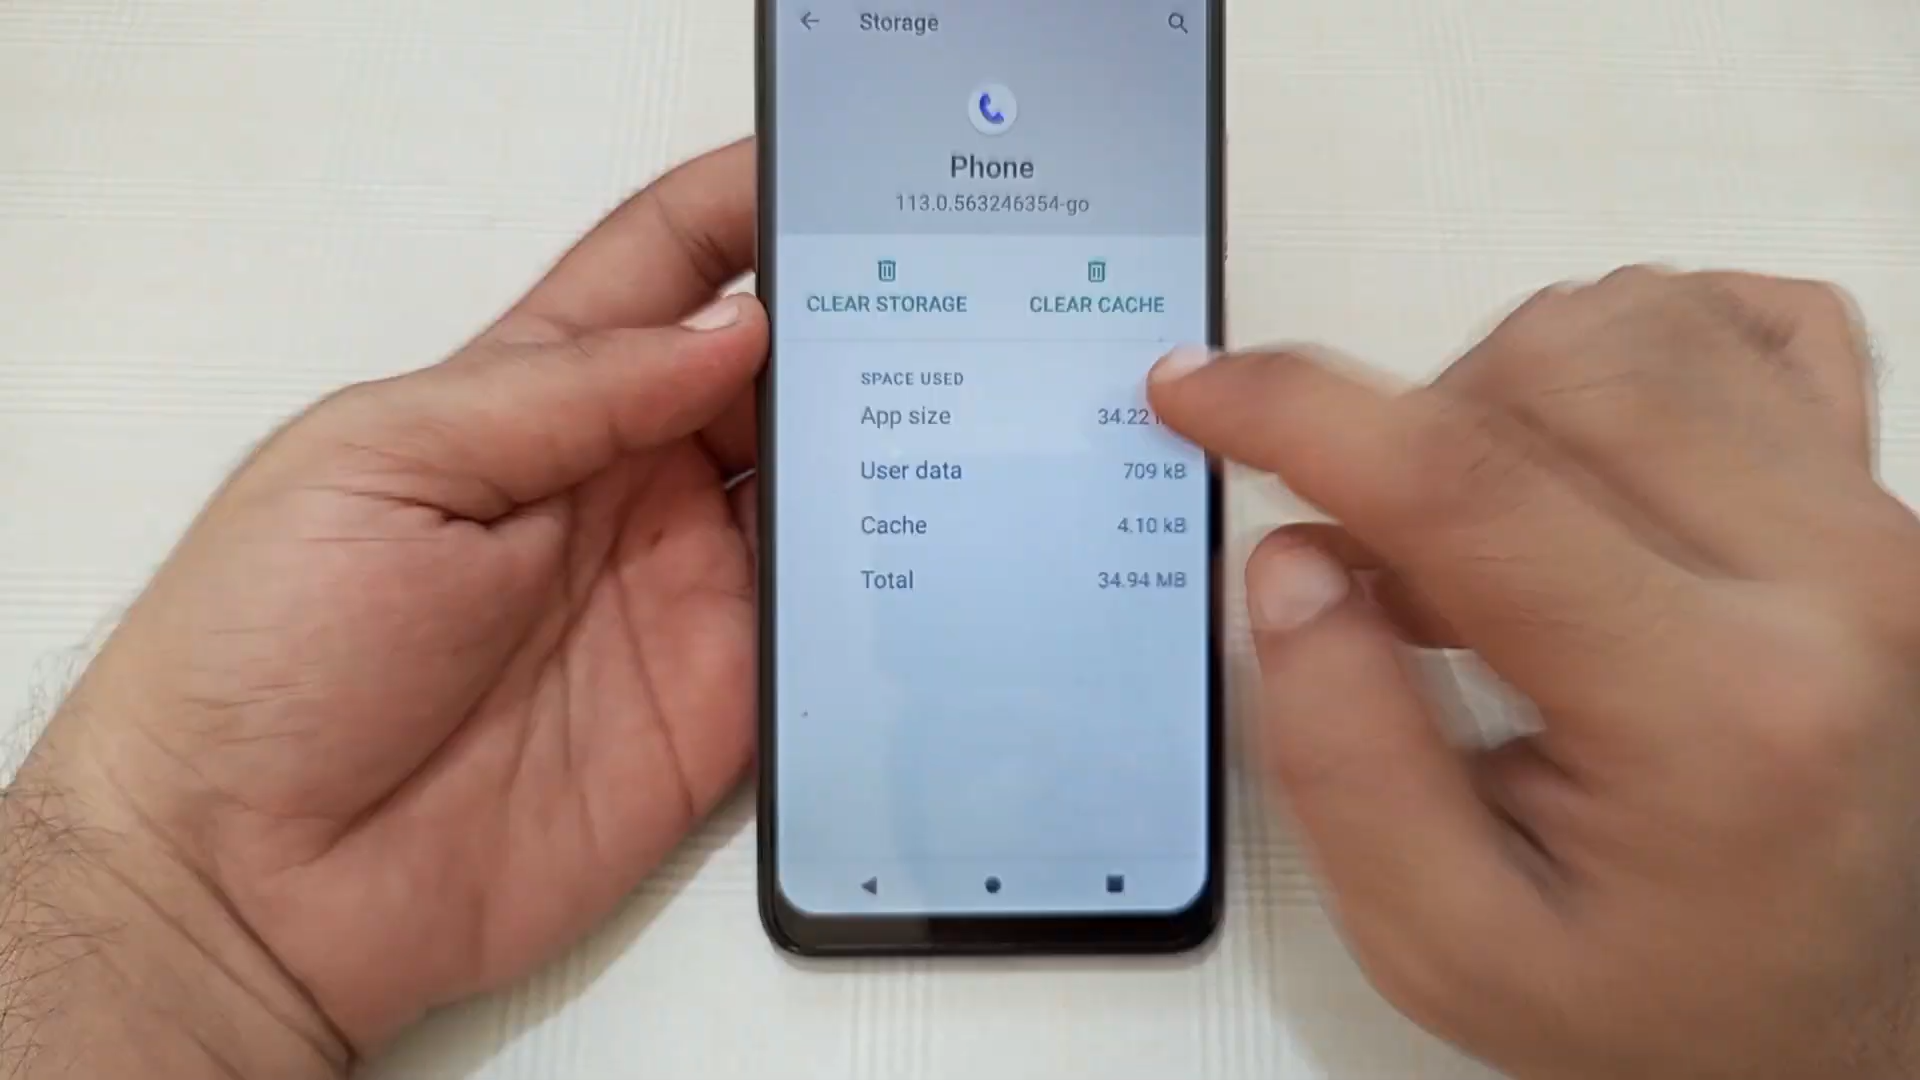 Storage
Phone
113.0.563246354-go
CLEAR STORAGE CLEAR CACHE
SPACE USED
App size 34.22
User data 709 kB
Cache 4.10 kB
Total 34.94 MB